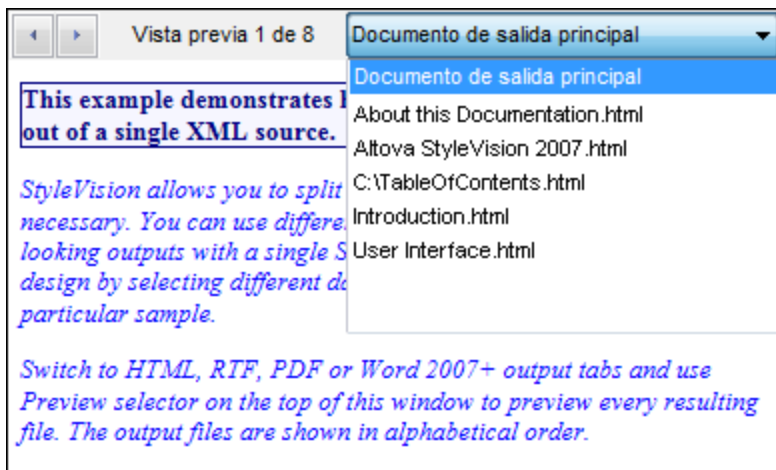 Vista previa 1 de 8
Documento de salida principal
Documento de salida principal
About this Documentation.html
Altova StyleVision 2007.html
C:\TableOfContents.html
Introduction.html
User Interface.html
This example demonstrates
out of a single XML source.
StyleVision allows you to split
necessary. You can use
looking outputs with a single
design by selecting different
particular sample.
Switch to HTML, RTF, PDF or Word 2007+ output tabs and use
Preview selector on the top of this window to preview every resulting
file. The output files are shown in alphabetical order.